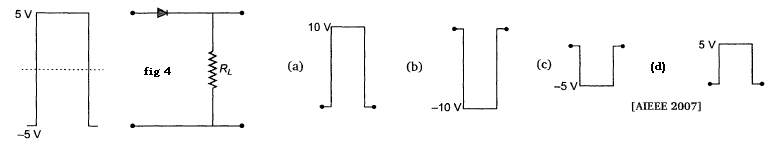 5 V
–5 V
fig 4
R_L
(a)
10 V
(b)
–10 V
(c)
–5 V
(d)
5 V
[AIEEE 2007]